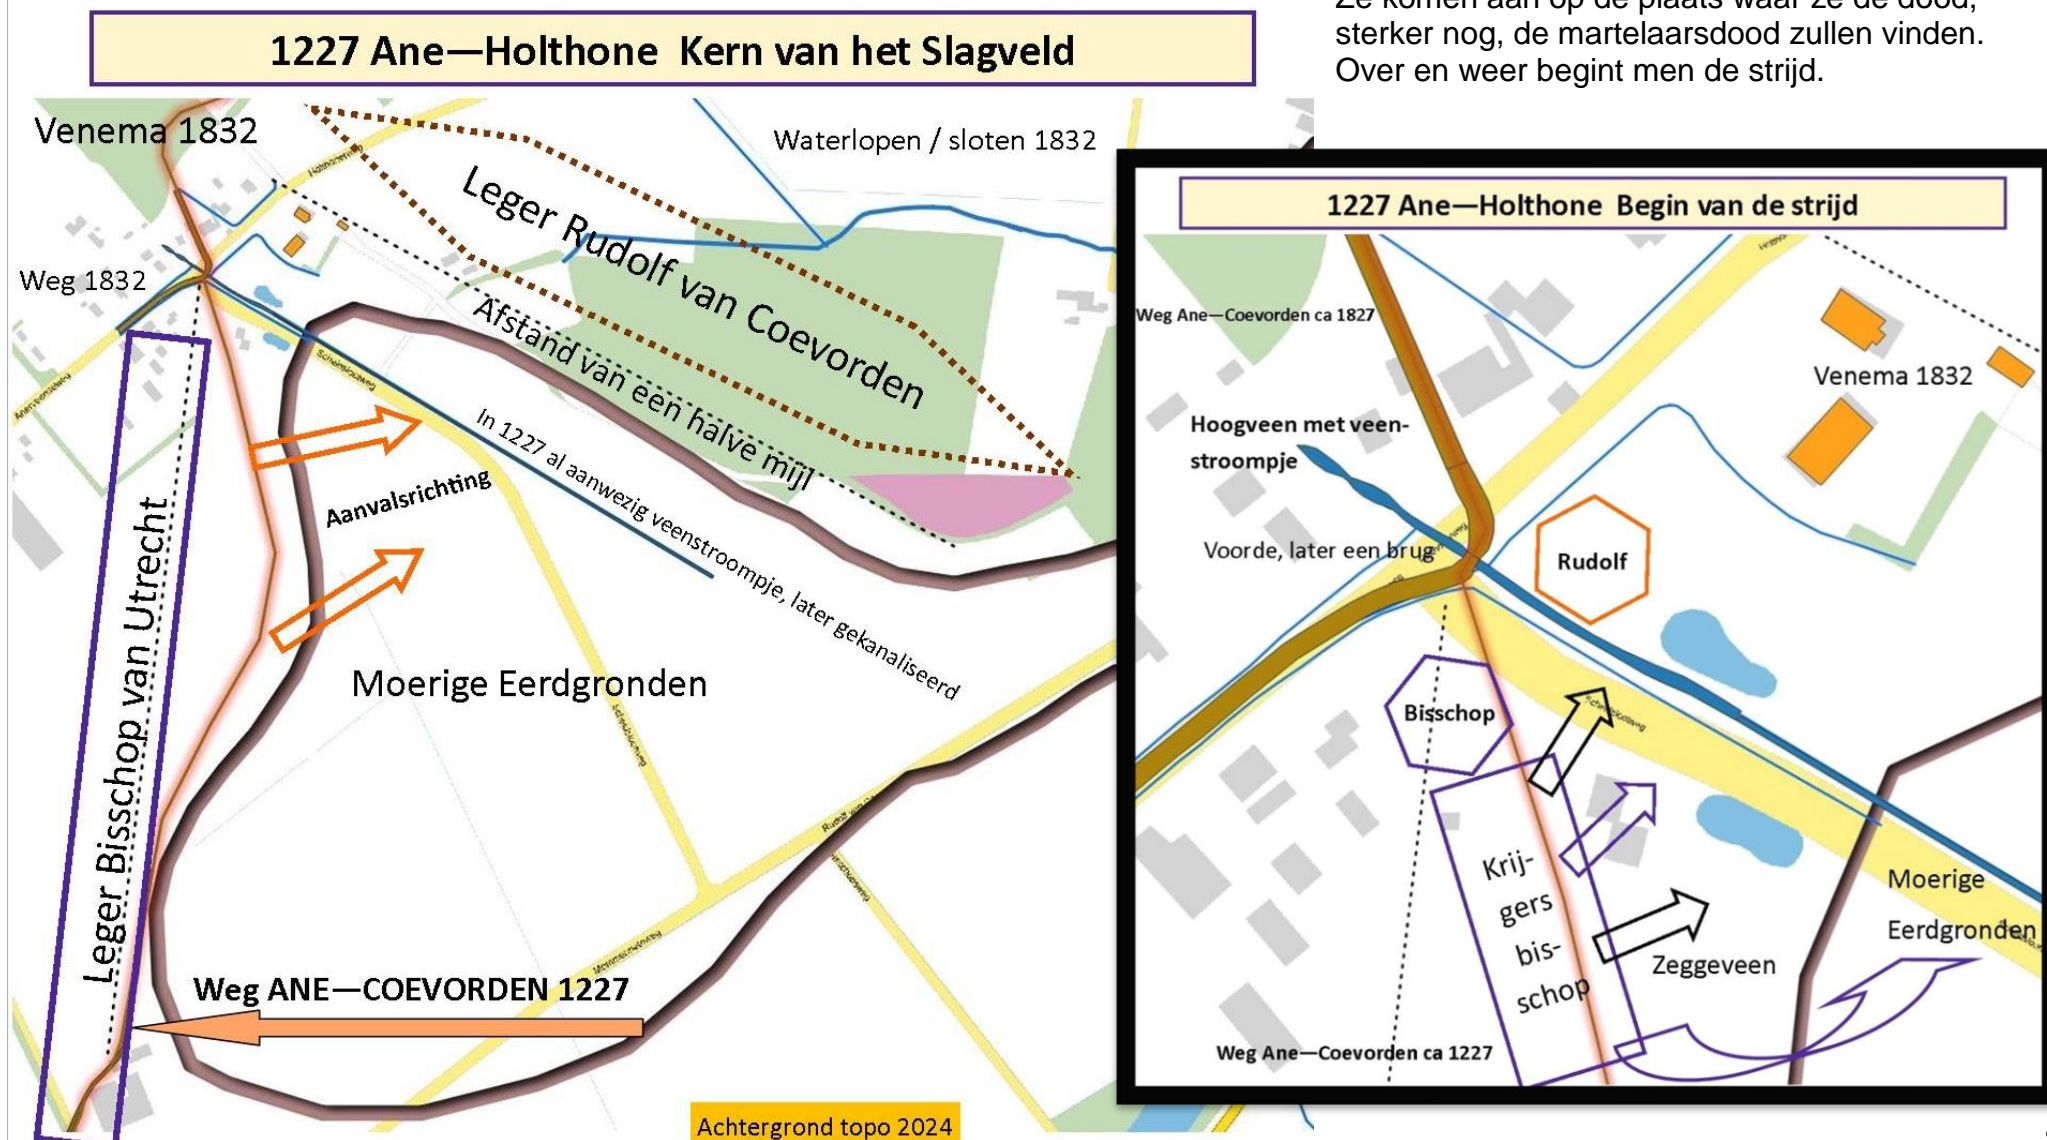 Ze komen aan op de plaats waar ze de dood,
sterker nog, de martelaarsdood zullen vinden.
Over en weer begint men de strijd.
1227 Ane—Holthone Kern van het Slagveld
Venema 1832
Waterlopen / sloten 1832
Leger Rudolf van Coevorden
Weg 1832
Afstand van een halve mijl
In 1227 al aanwezig veenstroompje, later gekanaliseerd
Aanvalsrichting
Leger Bisschop van Utrecht
Moerige Eerdgronden
Weg ANE—COEVORDEN 1227
Achtergrond topo 2024
1227 Ane—Holthone Begin van de strijd
Weg Ane—Coevorden ca 1827
Venema 1832
Hoogveen met veen-
stroompje
Voorde, later een brug
Rudolf
Bisschop
Krij-
gers
bis-
schop
Moerige
Eerdgronden
Zeggeveen
Weg Ane—Coevorden ca 1227